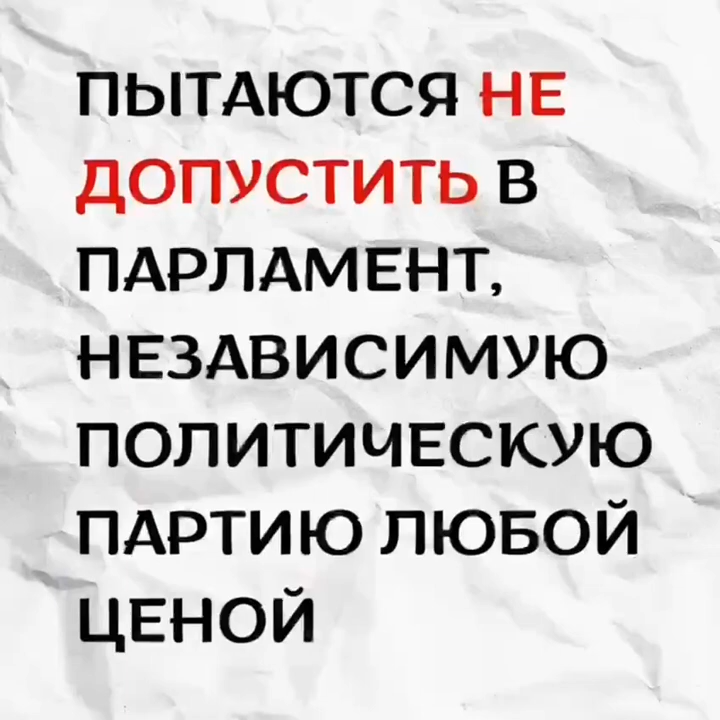 ПЫТАЮТСЯ НЕ
ДОПУСТИТЬ В
ПАРЛАМЕНТ,
НЕЗАВИСИМУЮ
ПОЛИТИЧЕСКУЮ
ПАРТИЮ ЛЮБОЙ
ЦЕНОЙ